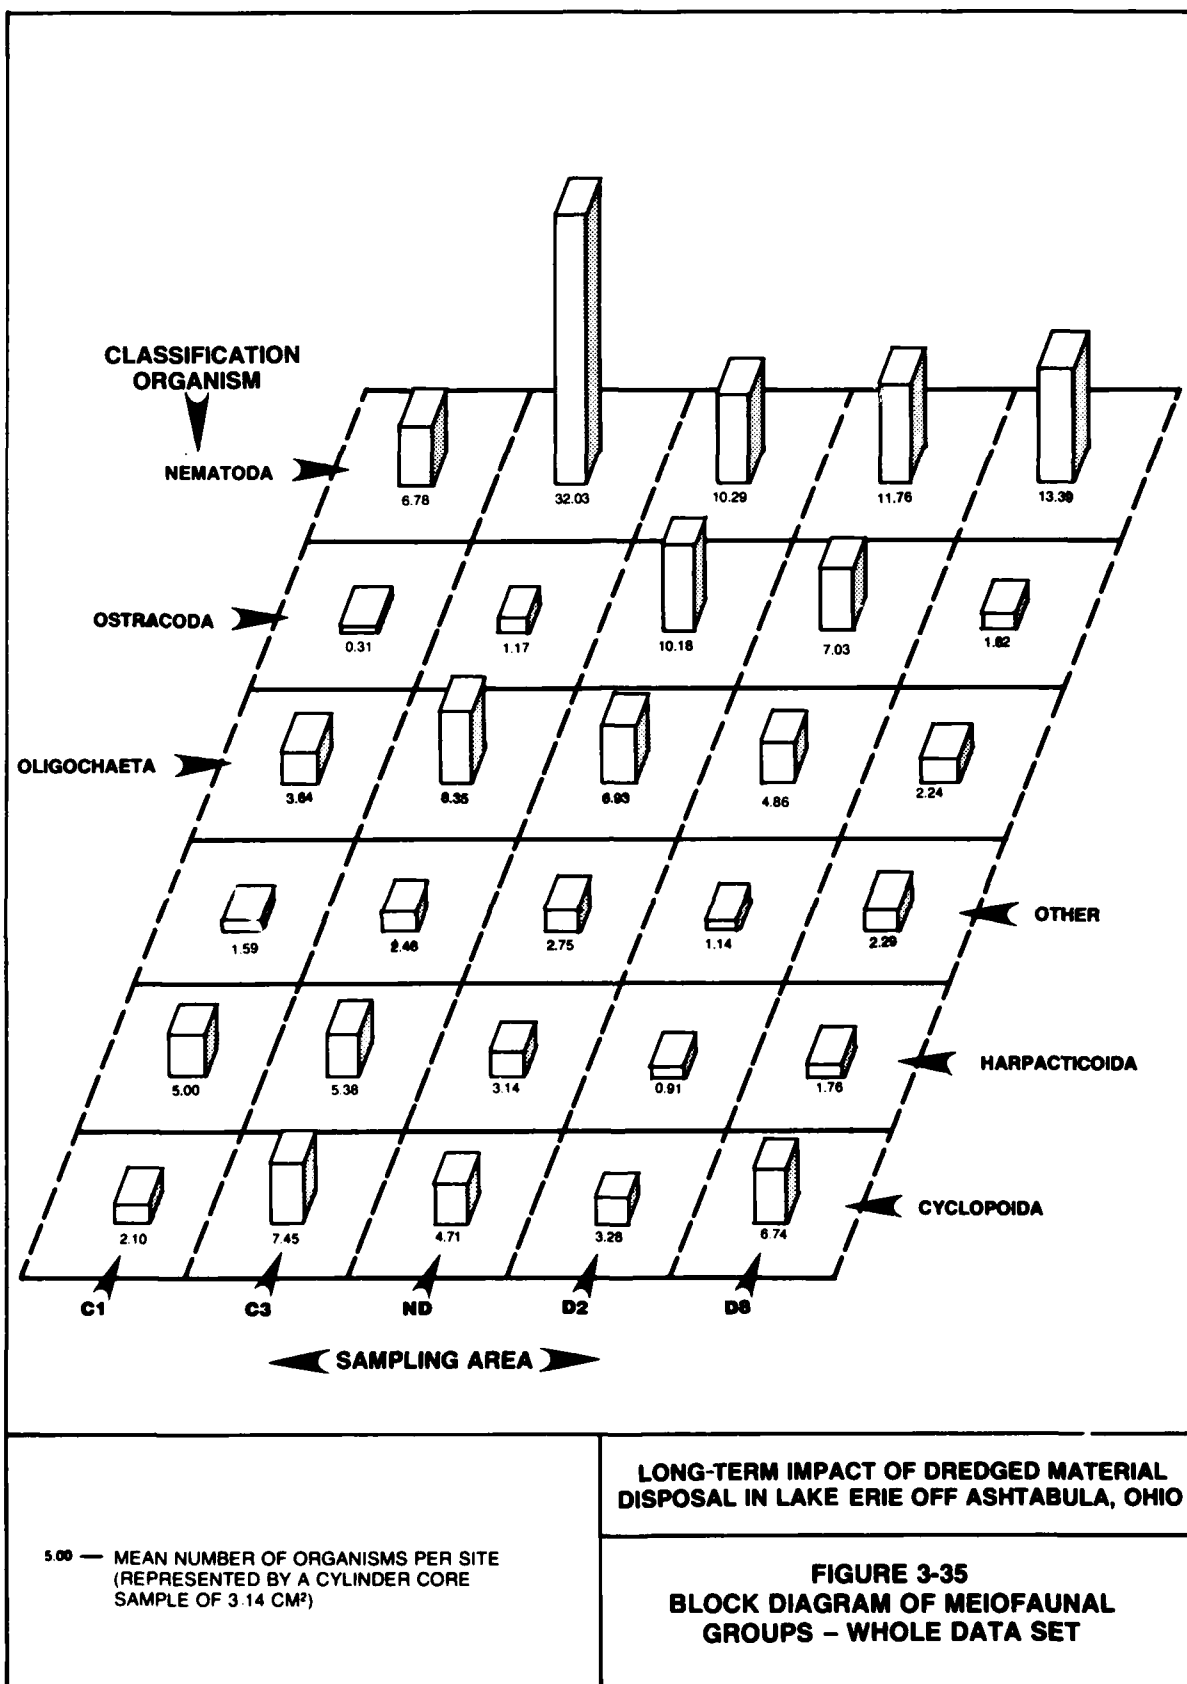 CLASSIFICATION
ORGANISM
NEMATODA
6.78
32.03
10.29
11.76
13.39
OSTRACODA
0.31
1.17
10.18
7.03
1.82
OLIGOCHAETA
3.64
8.35
6.93
4.86
2.24
1.59
2.46
2.75
1.14
2.29
OTHER
5.00
5.38
3.14
0.91
1.76
HARPACTICOIDA
2.10
7.45
4.71
3.28
6.74
CYCLOPOIDA
C1
C3
ND
D2
D8
SAMPLING AREA
5.00 — MEAN NUMBER OF ORGANISMS PER SITE
(REPRESENTED BY A CYLINDER CORE
SAMPLE OF 3.14 CM²)
LONG-TERM IMPACT OF DREDGED MATERIAL
DISPOSAL IN LAKE ERIE OFF ASHTABULA, OHIO
FIGURE 3-35
BLOCK DIAGRAM OF MEIOFAUNAL
GROUPS – WHOLE DATA SET